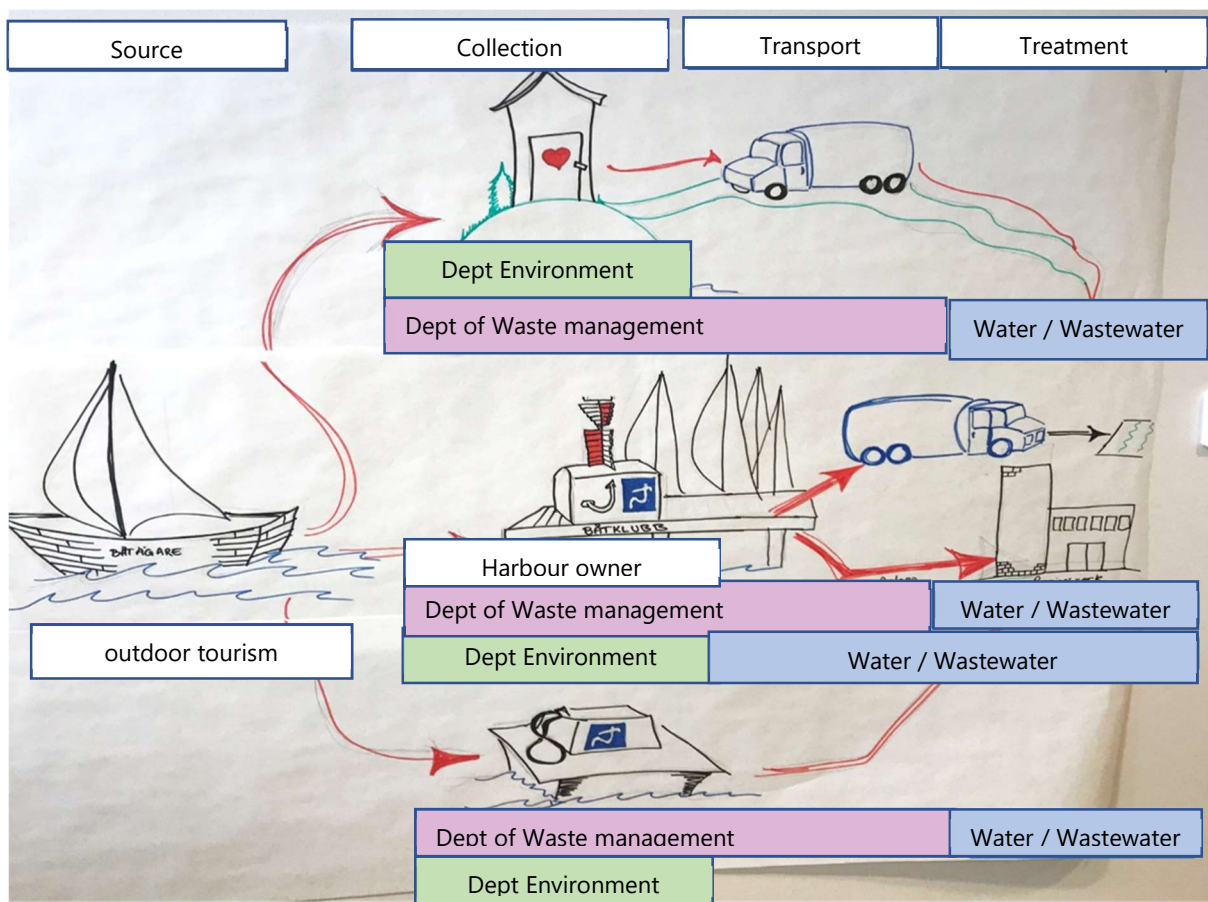 Source
Collection
Transport
Treatment
Dept Environment
Dept of Waste management
Water / Wastewater
BÅTÄGARE
BÅTKLUBB
Harbour owner
Dept of Waste management
Water / Wastewater
outdoor tourism
Dept Environment
Water / Wastewater
Dept of Waste management
Water / Wastewater
Dept Environment